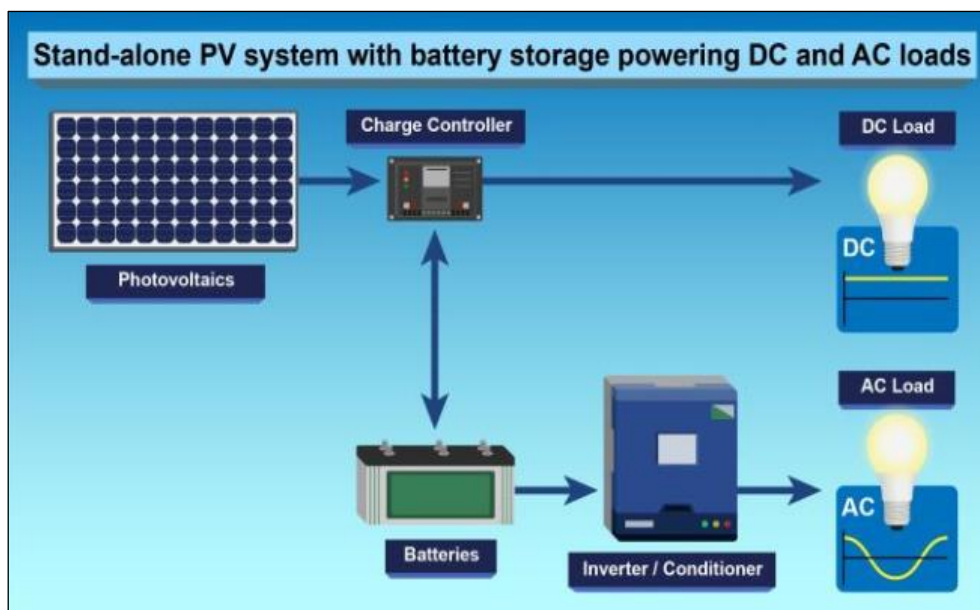 Stand-alone PV system with battery storage powering DC and AC loads
Charge Controller
DC Load
Photovoltaics
DC
AC Load
AC
Batteries
Inverter / Conditioner